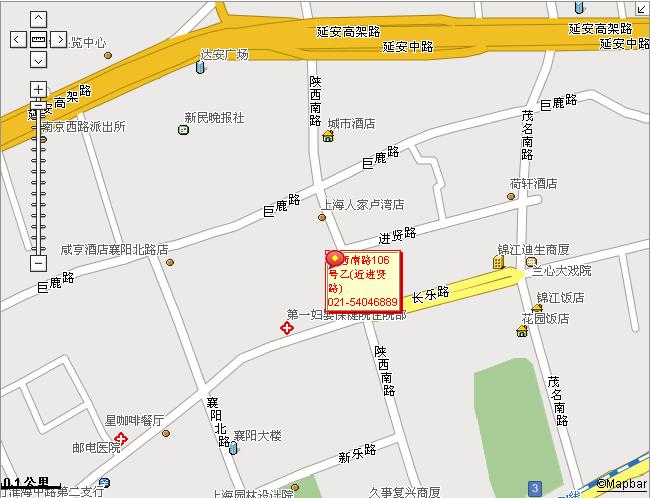 延安高架路
延安高架路
延安中路
延安中路
览中心
达安广场
延安高架路
陕西南路
巨鹿路
茂名南路
新民晚报社
城市酒店
南京西路派出所
巨鹿路
荷轩酒店
巨鹿路
上海人家卢湾店
进贤路
咸亨酒店襄阳北路店
锦江迪生商厦
西南路106
号乙(近进贤
路)
021-54046889
兰心大戏院
巨鹿路
长乐路
锦江饭店
第一妇婴保健院住院部
花园饭店
陕西南路
茂名南路
襄阳北路
星咖啡餐厅
邮电医院
襄阳大楼
新乐路
0.1公里
淮海中路第二支行
上海园林设计院
久事复兴商厦
3
©Mapbar